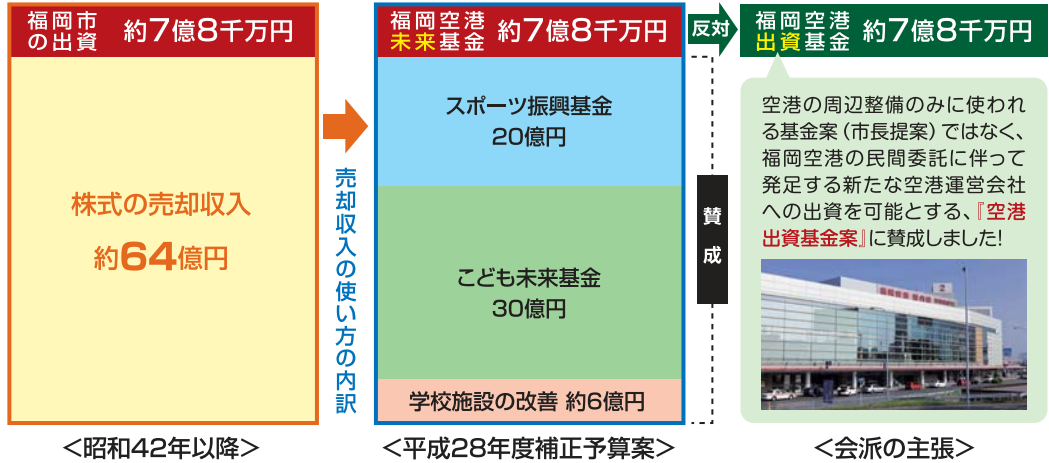 福岡市
の出資
約7億8千万円
株式の売却収入
約64億円
<昭和42年以降>
売却収入の使い方の内訳
福岡空港
未来基金
約7億8千万円
スポーツ振興基金
20億円
こども未来基金
30億円
学校施設の改善 約6億円
<平成28年度補正予算案>
反対
賛成
福岡空港
出資基金
約7億8千万円
空港の周辺整備のみに使われ
る基金案(市長提案)ではなく、
福岡空港の民間委託に伴って
発足する新たな空港運営会社
への出資を可能とする、『空港
出資基金案』に賛成しました!
<会派の主張>